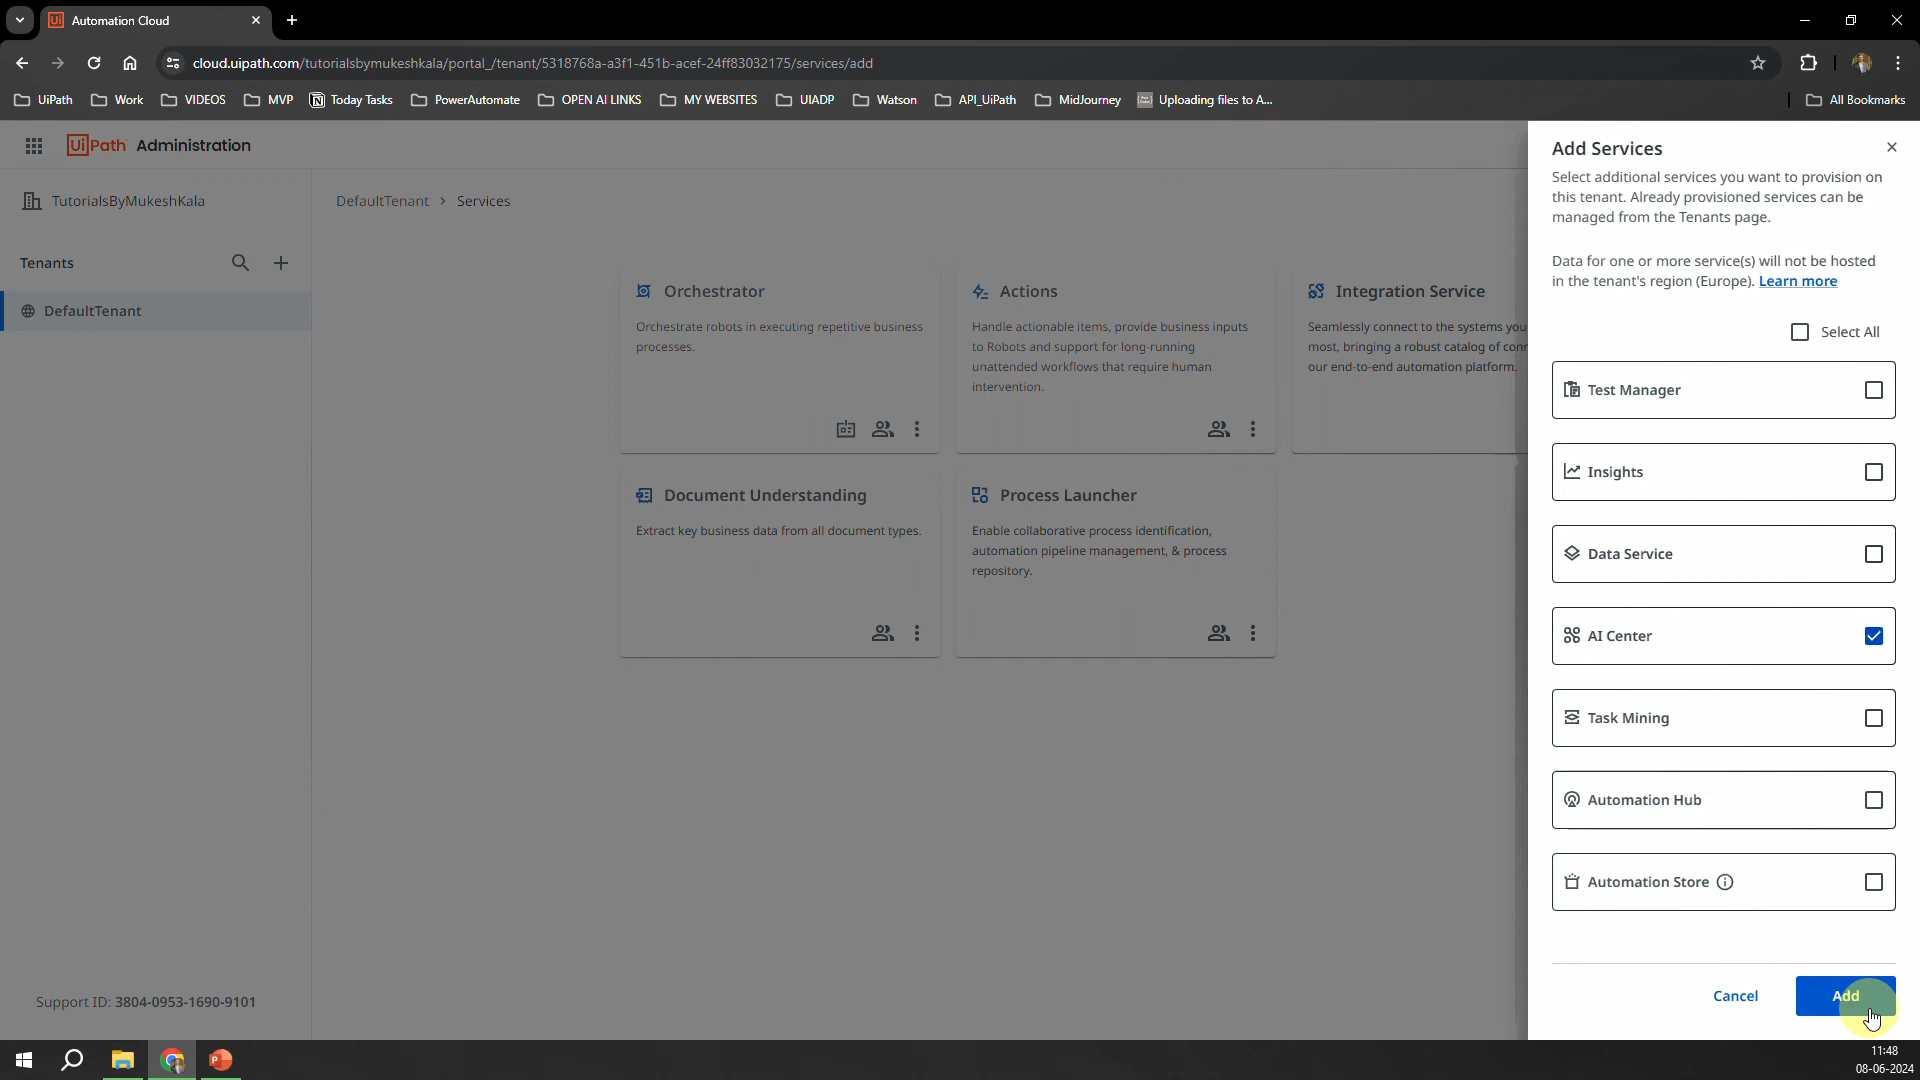 Automation Cloud
cloud.uipath.com/tutorialsbymukeshkala/portal_/tenant/5318768a-a3f1-451b-acef-24ff83032175/services/add
UiPath
Work
VIDEOS
MVP
Today Tasks
PowerAutomate
OPEN AI LINKS
MY WEBSITES
UIADP
Watson
API_UiPath
MidJourney
Uploading files to A...
All Bookmarks
UiPath Administration
TutorialsByMukeshKala
Tenants
DefaultTenant
DefaultTenant > Services
Orchestrator
Orchestrate robots in executing repetitive business
processes.
Actions
Handle actionable items, provide business inputs
to Robots and support for long-running
unattended workflows that require human
intervention.
Integration Service
Seamlessly connect to the systems you
most, bringing a robust catalog of con
our end-to-end automation platform.
Document Understanding
Extract key business data from all document types.
Process Launcher
Enable collaborative process identification,
automation pipeline management, & process
repository.
Support ID: 3804-0953-1690-9101
Add Services
Select additional services you want to provision on
this tenant. Already provisioned services can be
managed from the Tenants page.
Data for one or more service(s) will not be hosted
in the tenant's region (Europe). Learn more
Select All
Test Manager
Insights
Data Service
AI Center
Task Mining
Automation Hub
Automation Store
Cancel
Add
11:48
08-06-2024